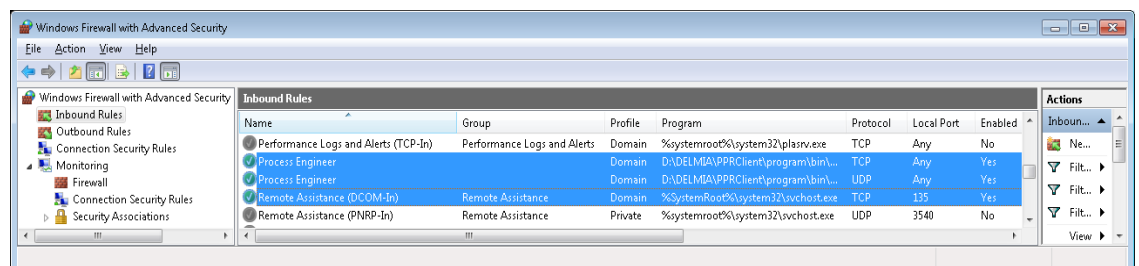 Windows Firewall with Advanced Security
File Action View Help
Windows Firewall with Advanced Security
Inbound Rules
Outbound Rules
Connection Security Rules
Monitoring
Firewall
Connection Security Rules
Security Associations
Inbound Rules
Name Group Profile Program Protocol Local Port Enabled
Performance Logs and Alerts (TCP-In) Performance Logs and Alerts Domain %systemroot%\system32\plasrv.exe TCP Any No
Process Engineer Domain D:\DELMIA\PPRClient\program\bin\... TCP Any Yes
Process Engineer Domain D:\DELMIA\PPRClient\program\bin\... UDP Any Yes
Remote Assistance (DCOM-In) Remote Assistance Domain %SystemRoot%\system32\svchost.exe TCP 135 Yes
Remote Assistance (PNRP-In) Remote Assistance Private %systemroot%\system32\svchost.exe UDP 3540 No
Actions
Inboun...
Ne...
Filt...
Filt...
Filt...
View